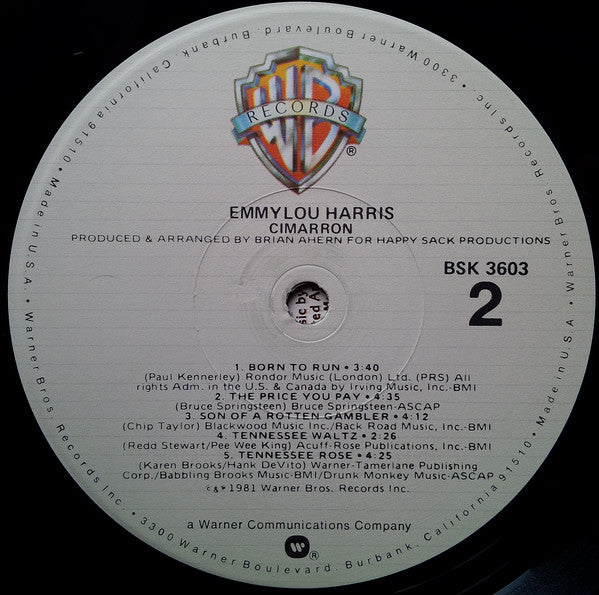 WB
RECORDS
®
EMMYLOU HARRIS
CIMARRON
PRODUCED & ARRANGED BY BRIAN AHERN FOR HAPPY SACK PRODUCTIONS
BSK 3603
2
sic by
ed A
1. BORN TO RUN • 3:40
(Paul Kennerley) Rondor Music (London) Ltd. (PRS) All
rights Adm. in the U.S. & Canada by Irving Music, Inc.-BMI
2. THE PRICE YOU PAY • 4:35
(Bruce Springsteen) Bruce Springsteen-ASCAP
3. SON OF A ROTTEN GAMBLER • 4:12
(Chip Taylor) Blackwood Music Inc./Back Road Music, Inc.-BMI
4. TENNESSEE WALTZ • 2:26
(Redd Stewart/Pee Wee King) Acuff-Rose Publications, Inc.-BMI
5. TENNESSEE ROSE • 4:25
(Karen Brooks/Hank DeVito) Warner-Tamerlane Publishing
Corp./Babbling Brooks Music-BMI/Drunk Monkey Music-ASCAP
©&℗1981 Warner Bros. Records Inc.
a Warner Communications Company
®
Warner Bros. Records Inc. • 3300 Warner Boulevard, Burbank, California 91510 • Made in U.S.A. • Warner Bros. Records Inc. • 3300 Warner Boulevard, Burbank, California 91510 • Made in U.S.A. •